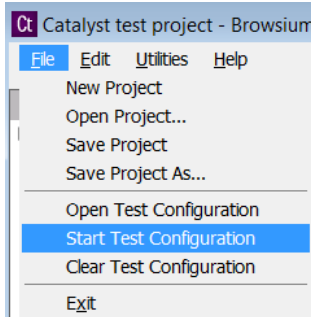 Ct Catalyst test project - Browsium
File Edit Utilities Help
New Project
Open Project...
Save Project
Save Project As...
Open Test Configuration
Start Test Configuration
Clear Test Configuration
Exit